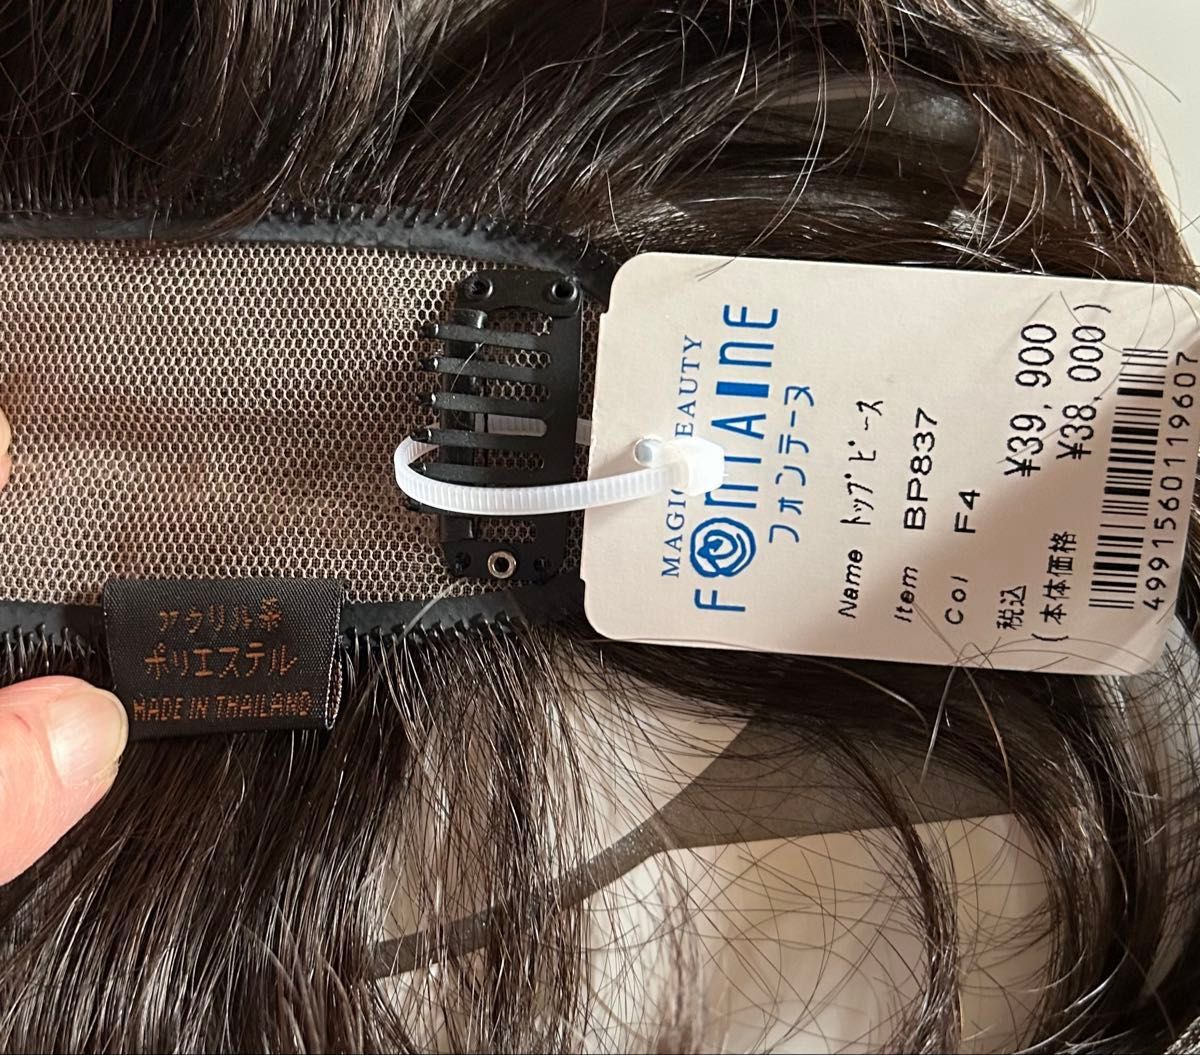 MAGIC BEAUTY
FONTAINE
フォンテーヌ
Name トップピース
Item BP837
Col F4
税込 ¥39,900
(本体価格 ¥38,000)
4991560119607
アクリル系
ポリエステル
MADE IN THAILAND